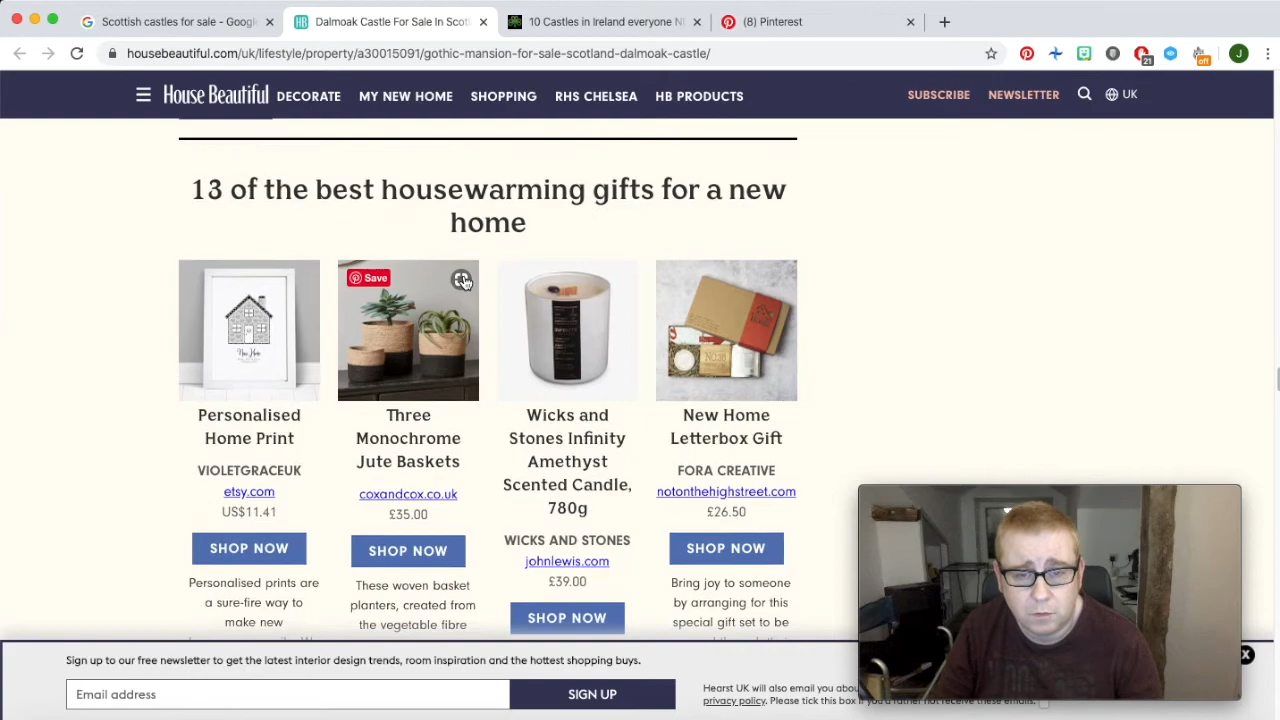 Scottish castles for sale - Google
Dalmoak Castle For Sale In Scot
10 Castles in Ireland everyone N
(8) Pinterest
housebeautiful.com/uk/lifestyle/property/a30015091/gothic-mansion-for-sale-scotland-dalmoak-castle/
21
off
J
House Beautiful DECORATE MY NEW HOME SHOPPING RHS CHELSEA HB PRODUCTS SUBSCRIBE NEWSLETTER UK
13 of the best housewarming gifts for a new
home
Save
Personalised
Home Print
VIOLETGRACEUK
etsy.com
US$11.41
SHOP NOW
Personalised prints are
a sure-fire way to
make new
Three
Monochrome
Jute Baskets
coxandcox.co.uk
£35.00
SHOP NOW
These woven basket
planters, created from
the vegetable fibre
Wicks and
Stones Infinity
Amethyst
Scented Candle,
780g
WICKS AND STONES
johnlewis.com
£39.00
SHOP NOW
New Home
Letterbox Gift
FORA CREATIVE
notonthehighstreet.com
£26.50
SHOP NOW
Bring joy to someone
by arranging for this
special gift set to be
Sign up to our free newsletter to get the latest interior design trends, room inspiration and the hottest shopping buys.
Email address
SIGN UP
Hearst UK will also email you abou
privacy policy. Please tick this box if you'd rather not receive these emails.
X